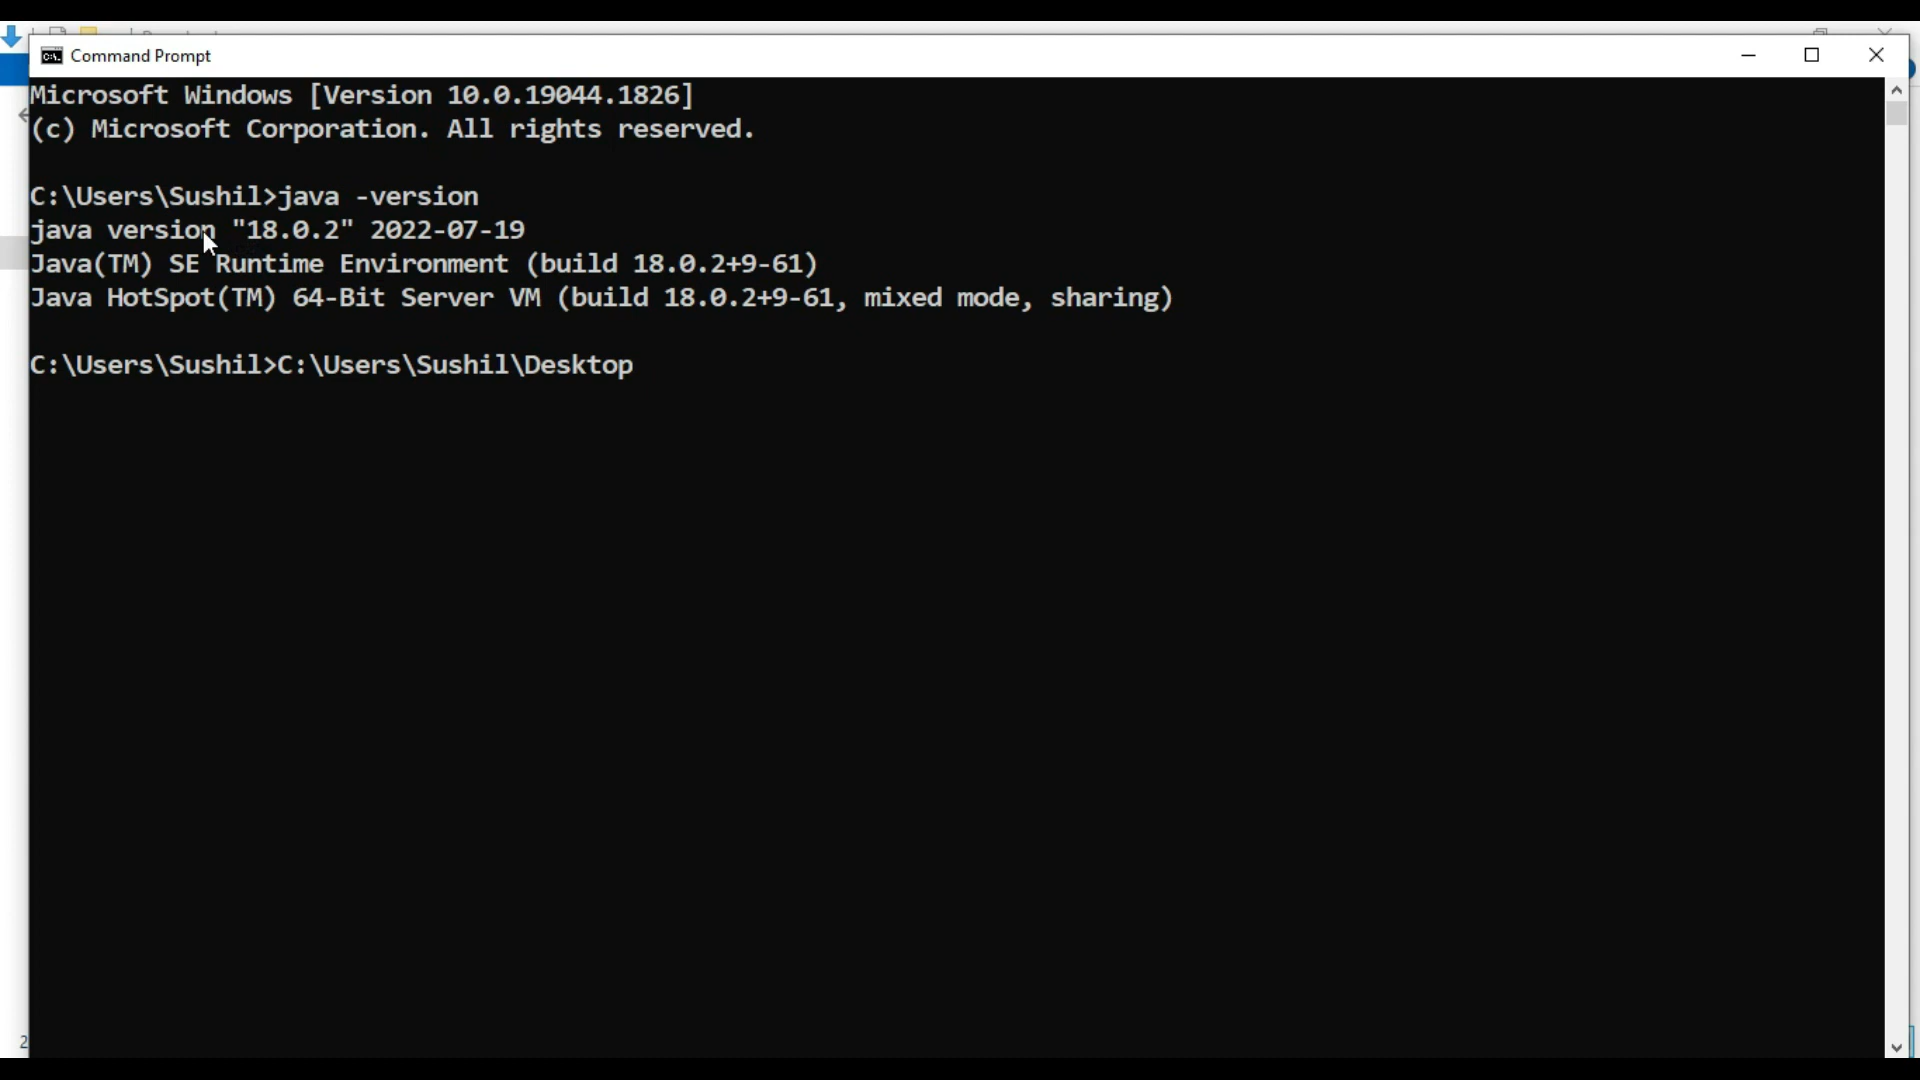 Command Prompt
Microsoft Windows [Version 10.0.19044.1826]
(c) Microsoft Corporation. All rights reserved.
C:\Users\Sushil>java -version
java version "18.0.2" 2022-07-19
Java(TM) SE Runtime Environment (build 18.0.2+9-61)
Java HotSpot(TM) 64-Bit Server VM (build 18.0.2+9-61, mixed mode, sharing)
C:\Users\Sushil>C:\Users\Sushil\Desktop
2